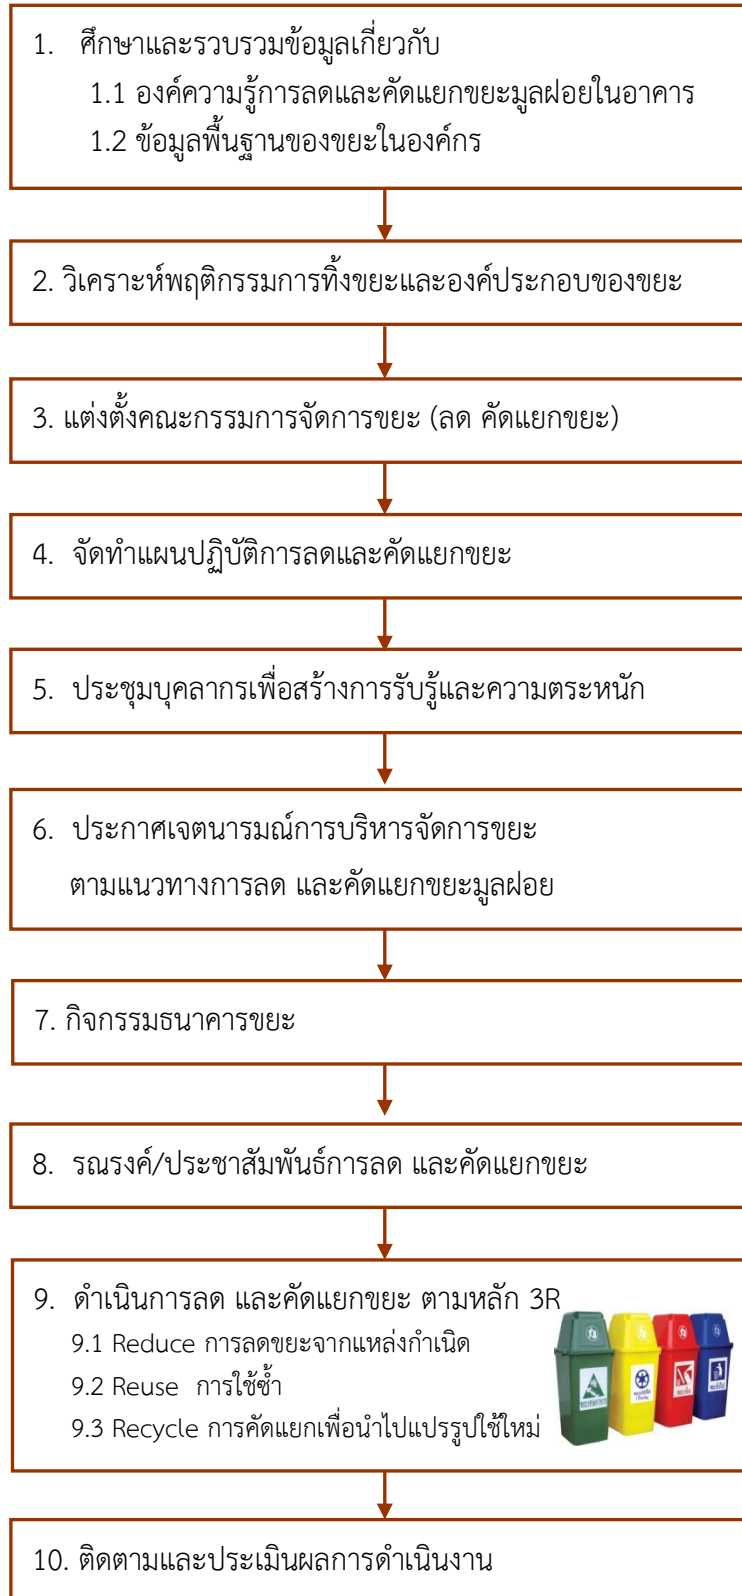 1. ศึกษาและรวบรวมข้อมูลเกี่ยวกับ
1.1 องค์ความรู้การลดและคัดแยกขยะมูลฝอยในอาคาร
1.2 ข้อมูลพื้นฐานของขยะในองค์กร
2. วิเคราะห์พฤติกรรมการทิ้งขยะและองค์ประกอบของขยะ
3. แต่งตั้งคณะกรรมการจัดการขยะ (ลด คัดแยกขยะ)
4. จัดทำแผนปฏิบัติการลดและคัดแยกขยะ
5. ประชุมบุคลากรเพื่อสร้างการรับรู้และความตระหนัก
6. ประกาศเจตนารมณ์การบริหารจัดการขยะ
ตามแนวทางการลด และคัดแยกขยะมูลฝอย
7. กิจกรรมธนาคารขยะ
8. รณรงค์/ประชาสัมพันธ์การลด และคัดแยกขยะ
9. ดำเนินการลด และคัดแยกขยะ ตามหลัก 3R
9.1 Reduce การลดขยะจากแหล่งกำเนิด
9.2 Reuse การใช้ซ้ำ
9.3 Recycle การคัดแยกเพื่อนำไปแปรรูปใช้ใหม่
10. ติดตามและประเมินผลการดำเนินงาน